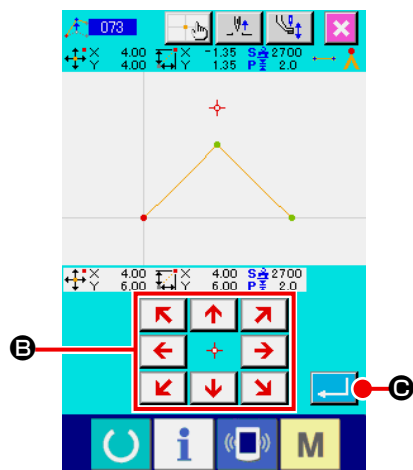 073
X 4.00 X -1.35 S 2700
Y 4.00 Y 1.35 P 2.0
X 4.00 X 4.00 S 2700
Y 6.00 Y 6.00 P 2.0
B
C
i M